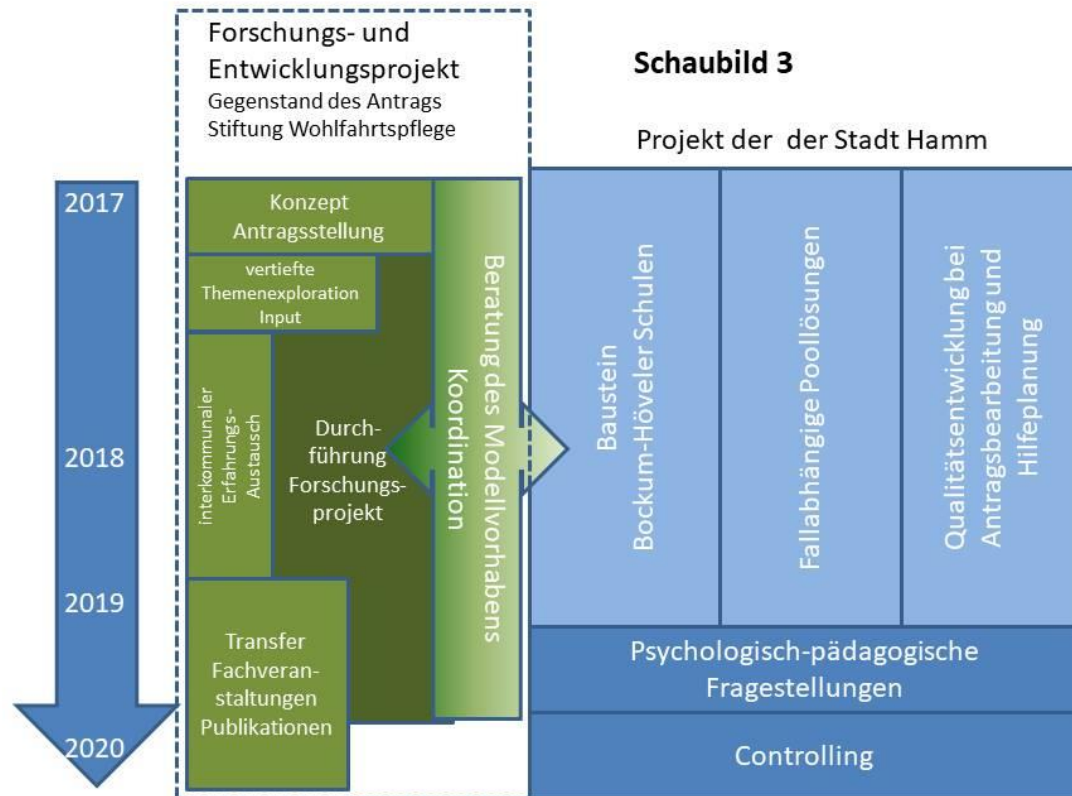 Forschungs- und
Entwicklungsprojekt
Gegenstand des Antrags
Stiftung Wohlfahrtspflege
Schaubild 3
Projekt der der Stadt Hamm
2017
2018
2019
2020
Konzept
Antragsstellung
vertiefte
Themenexploration
Input
interkommunaler
Erfahrungs-
Austausch
Durch-
führung
Forschungs-
projekt
Transfer
Fachveran-
staltungen
Publikationen
Beratung des Modellvorhabens
Koordination
Baustein
Bockum-Höveler Schulen
Fallabhängige Poollösungen
Qualitätsentwicklung bei
Antragsbearbeitung und
Hilfeplanung
Psychologisch-pädagogische
Fragestellungen
Controlling